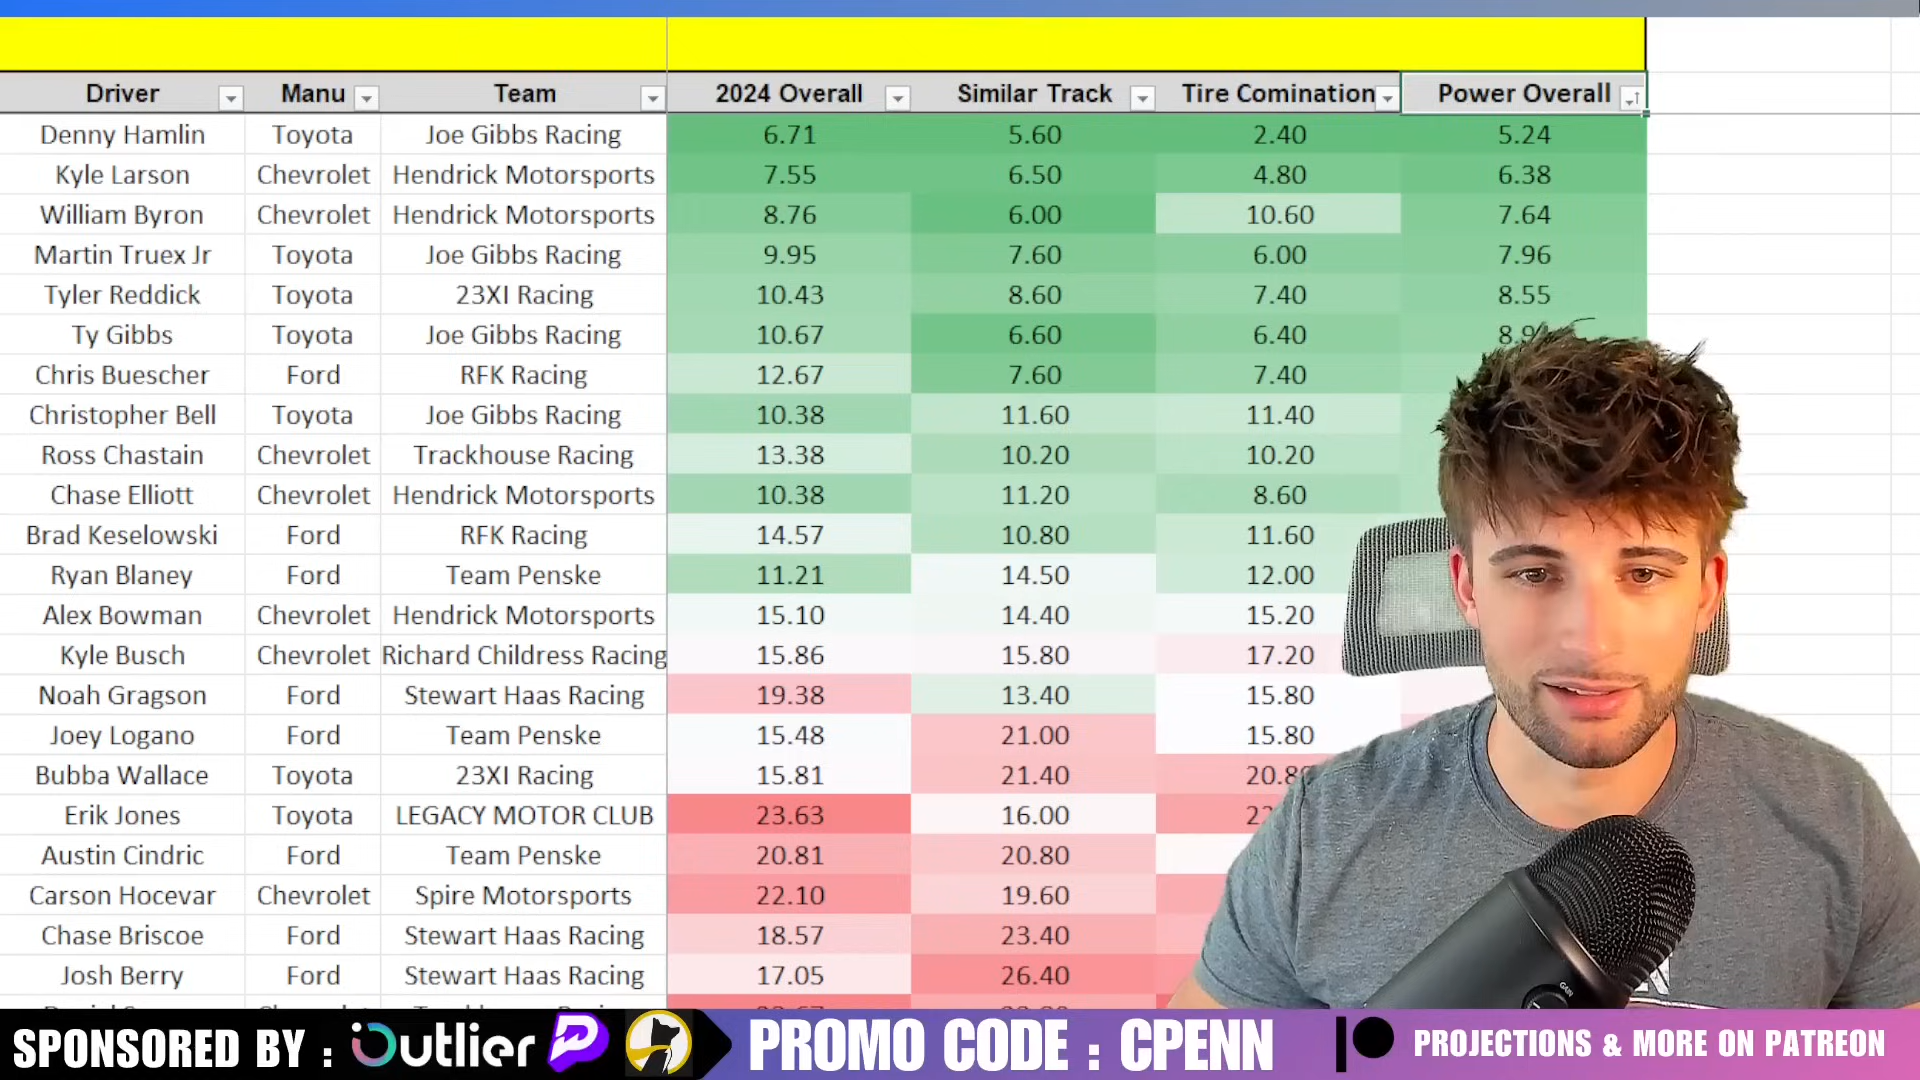 Driver Manu Team 2024 Overall Similar Track Tire Comination Power Overall
Denny Hamlin Toyota Joe Gibbs Racing 6.71 5.60 2.40 5.24
Kyle Larson Chevrolet Hendrick Motorsports 7.55 6.50 4.80 6.38
William Byron Chevrolet Hendrick Motorsports 8.76 6.00 10.60 7.64
Martin Truex Jr Toyota Joe Gibbs Racing 9.95 7.60 6.00 7.96
Tyler Reddick Toyota 23XI Racing 10.43 8.60 7.40 8.55
Ty Gibbs Toyota Joe Gibbs Racing 10.67 6.60 6.40
Chris Buescher Ford RFK Racing 12.67 7.60 7.40
Christopher Bell Toyota Joe Gibbs Racing 10.38 11.60 11.40
Ross Chastain Chevrolet Trackhouse Racing 13.38 10.20 10.20
Chase Elliott Chevrolet Hendrick Motorsports 10.38 11.20 8.60
Brad Keselowski Ford RFK Racing 14.57 10.80 11.60
Ryan Blaney Ford Team Penske 11.21 14.50 12.00
Alex Bowman Chevrolet Hendrick Motorsports 15.10 14.40 15.20
Kyle Busch Chevrolet Richard Childress Racing 15.86 15.80 17.20
Noah Gragson Ford Stewart Haas Racing 19.38 13.40 15.80
Joey Logano Ford Team Penske 15.48 21.00 15.80
Bubba Wallace Toyota 23XI Racing 15.81 21.40 20.80
Erik Jones Toyota LEGACY MOTOR CLUB 23.63 16.00
Austin Cindric Ford Team Penske 20.81 20.80
Carson Hocevar Chevrolet Spire Motorsports 22.10 19.60
Chase Briscoe Ford Stewart Haas Racing 18.57 23.40
Josh Berry Ford Stewart Haas Racing 17.05 26.40
SPONSORED BY : Outlier PROMO CODE : CPENN PROJECTIONS & MORE ON PATREON